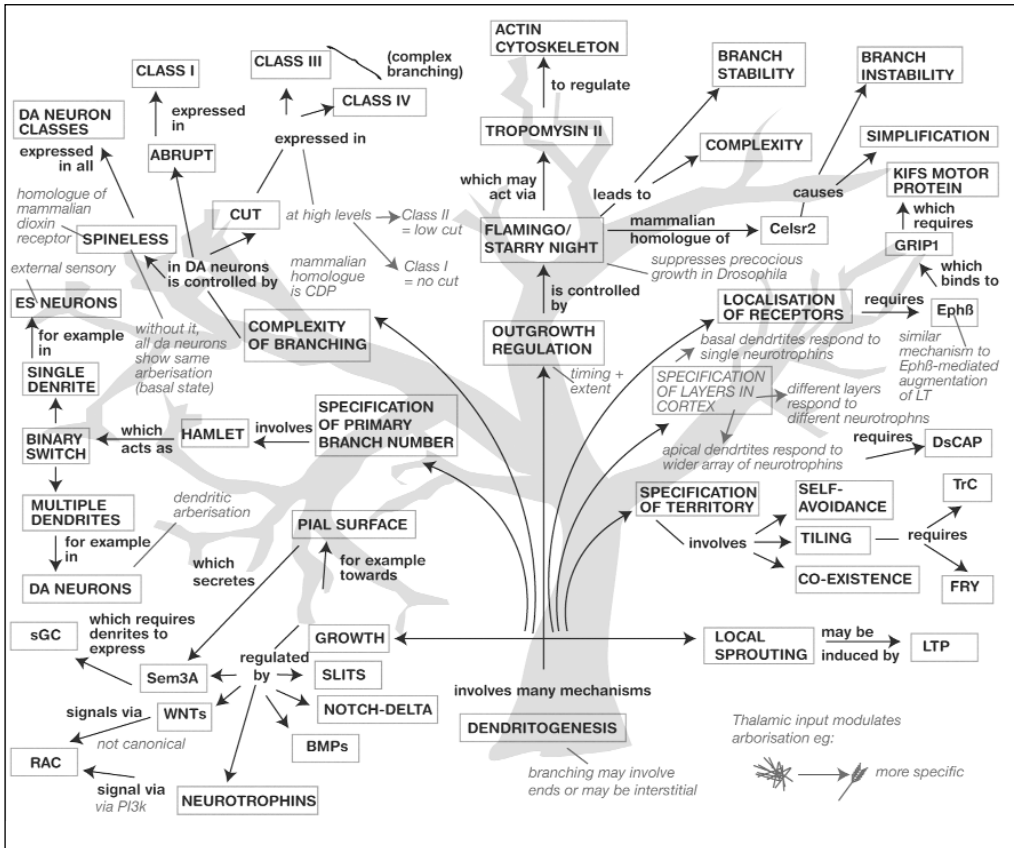 ACTIN
CYTOSKELETON
to regulate
TROPOMYSIN II
which may
act via
FLAMINGO/
STARRY NIGHT
leads to
BRANCH
STABILITY
COMPLEXITY
mammalian
homologue of
Celsr2
causes
BRANCH
INSTABILITY
SIMPLIFICATION
suppresses precocious
growth in Drosophila
is controlled
by
OUTGROWTH
REGULATION
timing +
extent
CLASS I
expressed
in
ABRUPT
CLASS III
(complex
branching)
CLASS IV
expressed in
CUT
at high levels
Class II
= low cut
Class I
= no cut
mammalian
homologue
is CDP
DA NEURON
CLASSES
expressed
in all
homologue of
mammalian
dioxin
receptor
SPINELESS
in DA neurons
is controlled by
COMPLEXITY
OF BRANCHING
without it,
all da neurons
show same
arberisation
(basal state)
external sensory
ES NEURONS
for example
in
SINGLE
DENRITE
BINARY
SWITCH
which
acts as
HAMLET
involves
SPECIFICATION
OF PRIMARY
BRANCH NUMBER
MULTIPLE
DENDRITES
for example
in
DA NEURONS
dendritic
arberisation
KIFS MOTOR
PROTEIN
which
requires
GRIP1
which
binds to
Ephß
requires
LOCALISATION
OF RECEPTORS
similar
mechanism to
Ephß-mediated
augmentation
of LT
basal dendrtites respond to
single neurotrophins
SPECIFICATION
OF LAYERS IN
CORTEX
different layers
respond to
different neurotrophns
apical dendrtites respond to
wider array of neurotrophins
requires
DsCAP
SPECIFICATION
OF TERRITORY
involves
SELF-
AVOIDANCE
TILING
CO-EXISTENCE
requires
TrC
FRY
PIAL SURFACE
for example
towards
which
secretes
GROWTH
regulated
by
SLITS
NOTCH-DELTA
BMPs
NEUROTROPHINS
WNTs
Sem3A
which requires
denrites to
express
sGC
signals via
not canonical
RAC
signal via
via PI3k
LOCAL
SPROUTING
may be
induced by
LTP
involves many mechanisms
DENDRITOGENESIS
branching may involve
ends or may be interstitial
Thalamic input modulates
arborisation eg:
more specific